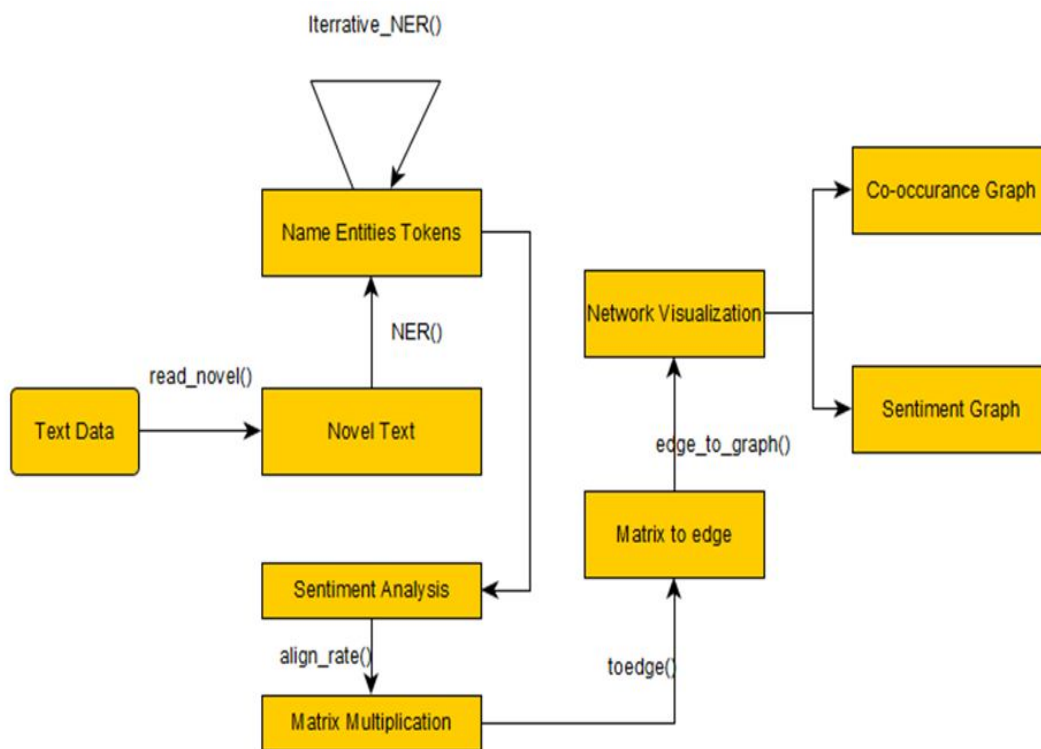 Iterrative_NER()
Name Entities Tokens
NER()
read_novel()
Text Data
Novel Text
Sentiment Analysis
align_rate()
Matrix Multiplication
toedge()
Matrix to edge
edge_to_graph()
Network Visualization
Co-occurance Graph
Sentiment Graph